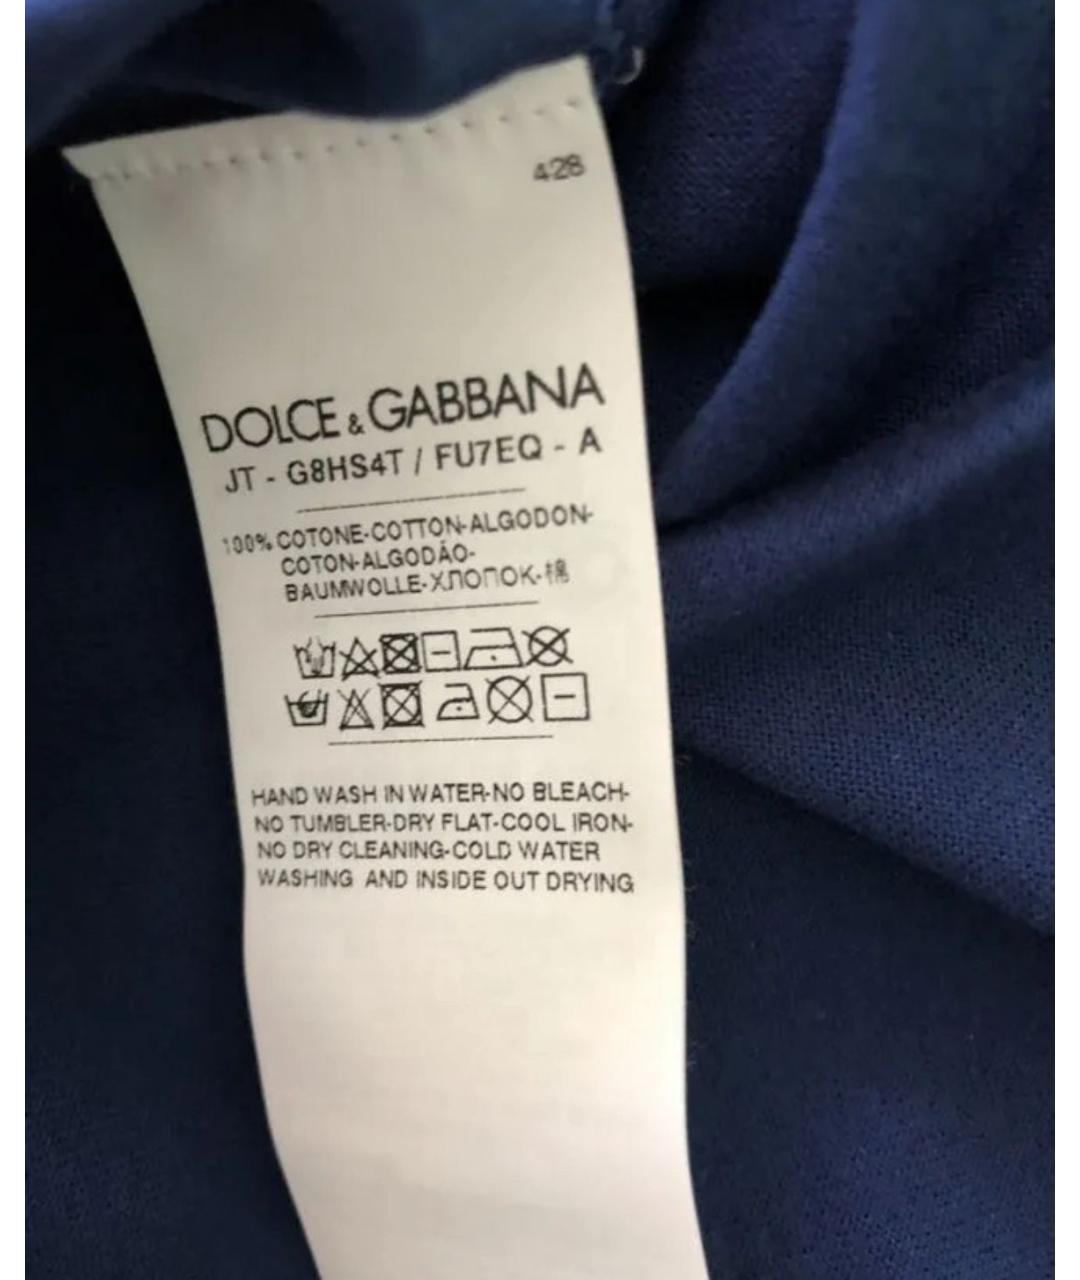 428
DOLCE & GABBANA
JT - G8HS4T / FU7EQ - A
100% COTONE-COTTON-ALGODON-
COTON-ALGODÃO-
BAUMWOLLE-ХЛОПОК-棉
HAND WASH IN WATER-NO BLEACH-
NO TUMBLER-DRY FLAT-COOL IRON-
NO DRY CLEANING-COLD WATER
WASHING AND INSIDE OUT DRYING